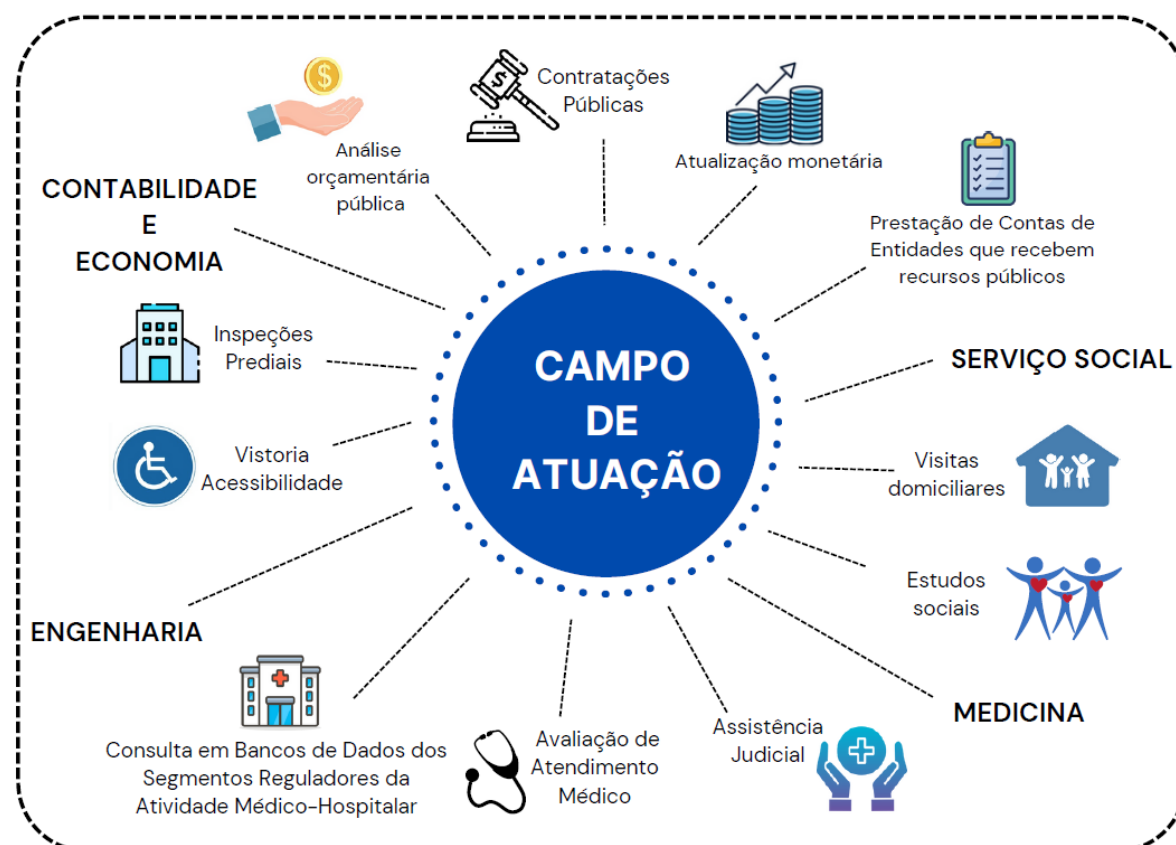 Contratações
Públicas
Análise
orçamentária
pública
Atualização monetária
CONTABILIDADE
E
ECONOMIA
Prestação de Contas de
Entidades que recebem
recursos públicos
Inspeções
Prediais
CAMPO
DE
ATUAÇÃO
SERVIÇO SOCIAL
Vistoria
Acessibilidade
Visitas
domiciliares
Estudos
sociais
ENGENHARIA
MEDICINA
Consulta em Bancos de Dados dos
Segmentos Reguladores da
Atividade Médico-Hospitalar
Avaliação de
Atendimento
Médico
Assistência
Judicial